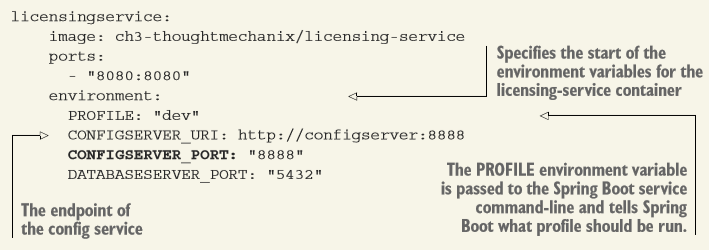 licensingservice:
image: ch3-thoughtmechanix/licensing-service
ports:
- "8080:8080"
environment:
PROFILE: "dev"
CONFIGSERVER_URI: http://configserver:8888
CONFIGSERVER_PORT: "8888"
DATABASESERVER_PORT: "5432"
Specifies the start of the
environment variables for the
licensing-service container
The PROFILE environment variable
is passed to the Spring Boot service
command-line and tells Spring
Boot what profile should be run.
The endpoint of
the config service